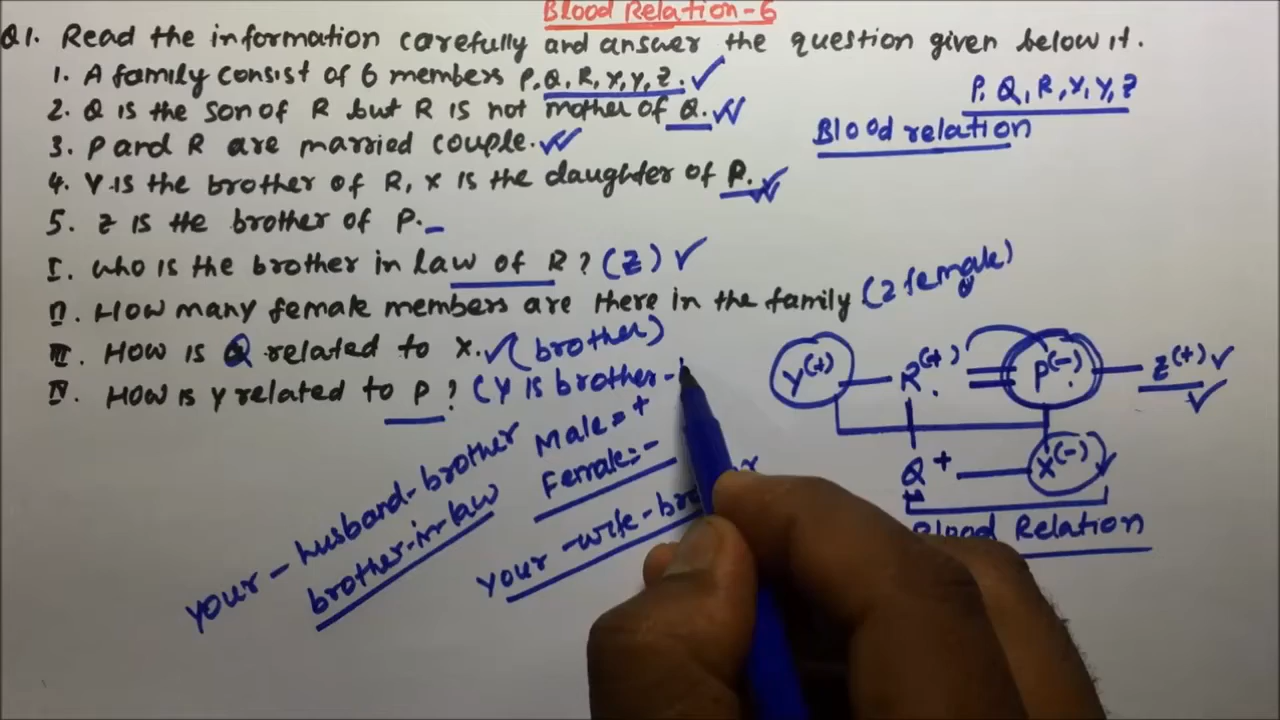 Blood Relation-6
Q1. Read the information carefully and answer the question given below it.
1. A family consist of 6 members P,Q,R,X,Y,Z.
2. Q is the son of R but R is not mother of Q.
3. P and R are married couple.
4. Y is the brother of R, X is the daughter of P.
5. Z is the brother of P.
I. Who is the brother in law of R? (Z)
II. How many female members are there in the family (2 female)
III. How is Q related to X. (brother)
IV. How is Y related to P? (Y is brother-
P, Q, R, X, Y, Z
Blood relation
Male = +
Female = -
your - husband-brother
brother-in-law
your -wife-
Y(+) R(+) P(-) Z(+)
Q + X(-)
Blood Relation